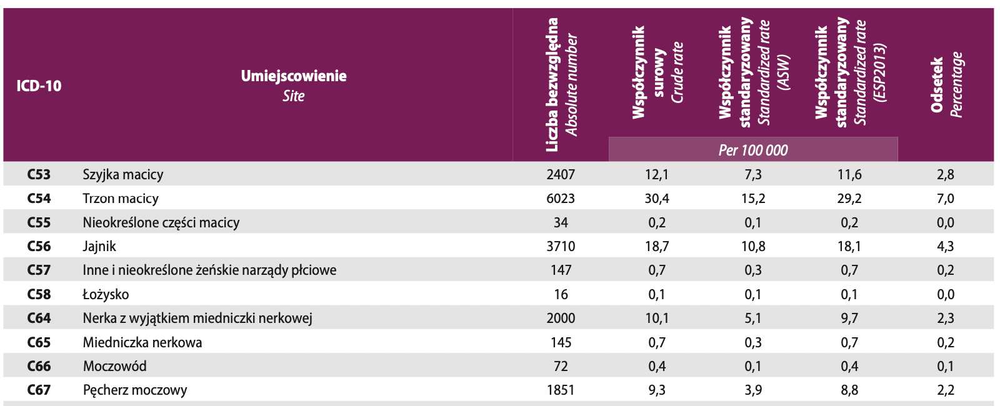 ICD-10
Umiejscowienie
Site
Liczba bezwzględna
Absolute number
Współczynnik
surowy
Crude rate
Współczynnik
standaryzowany
Standardized rate
(ASW)
Współczynnik
standaryzowany
Standardized rate
(ESP2013)
Odsetek
Percentage
Per 100 000
C53 Szyjka macicy 2407 12,1 7,3 11,6 2,8
C54 Trzon macicy 6023 30,4 15,2 29,2 7,0
C55 Nieokreślone części macicy 34 0,2 0,1 0,2 0,0
C56 Jajnik 3710 18,7 10,8 18,1 4,3
C57 Inne i nieokreślone żeńskie narządy płciowe 147 0,7 0,3 0,7 0,2
C58 Łożysko 16 0,1 0,1 0,1 0,0
C64 Nerka z wyjątkiem miedniczki nerkowej 2000 10,1 5,1 9,7 2,3
C65 Miedniczka nerkowa 145 0,7 0,3 0,7 0,2
C66 Moczowód 72 0,4 0,1 0,4 0,1
C67 Pęcherz moczowy 1851 9,3 3,9 8,8 2,2